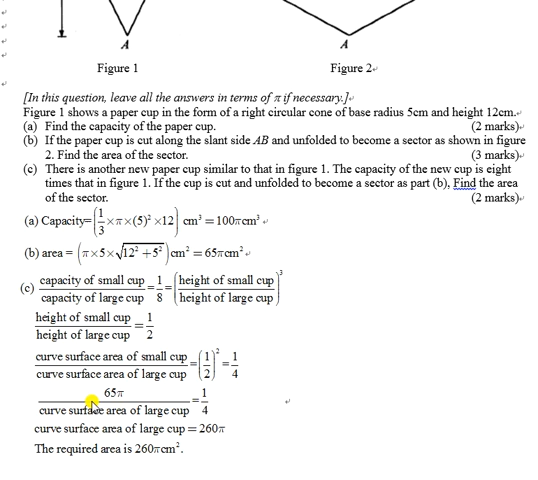 A A
Figure 1 Figure 2
[In this question, leave all the answers in terms of π if necessary.]
Figure 1 shows a paper cup in the form of a right circular cone of base radius 5cm and height 12cm.
(a) Find the capacity of the paper cup. (2 marks)
(b) If the paper cup is cut along the slant side AB and unfolded to become a sector as shown in figure
2. Find the area of the sector. (3 marks)
(c) There is another new paper cup similar to that in figure 1. The capacity of the new cup is eight
times that in figure 1. If the cup is cut and unfolded to become a sector as part (b), Find the area
of the sector. (2 marks)
(a) Capacity=(1/3×π×(5)²×12) cm³ = 100πcm³
(b) area = (π×5×√12² +5²)cm² = 65πcm²
(c) capacity of small cup / capacity of large cup = 1/8 = (height of small cup / height of large cup)³
height of small cup / height of large cup = 1/2
curve surface area of small cup / curve surface area of large cup = (1/2)² = 1/4
65π / curve surface area of large cup = 1/4
curve surface area of large cup = 260π
The required area is 260πcm².